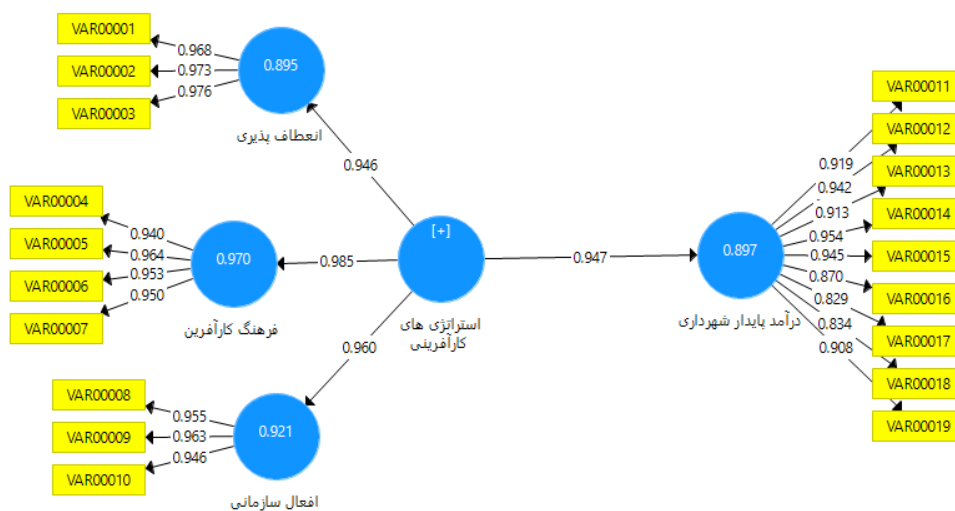 VAR00001
VAR00002
VAR00003
0.968
0.973
0.976
0.895
انعطاف پذیری
0.946
VAR00004
VAR00005
VAR00006
VAR00007
0.940
0.964
0.953
0.950
0.970
فرهنگ کارآفرین
0.985
[+]
استراتژی های
کارآفرینی
0.960
VAR00008
VAR00009
VAR00010
0.955
0.963
0.946
0.921
افعال سازمانی
0.947
0.897
درآمد پایدار شهرداری
0.919
0.942
0.913
0.954
0.945
0.870
0.829
0.834
0.908
VAR00011
VAR00012
VAR00013
VAR00014
VAR00015
VAR00016
VAR00017
VAR00018
VAR00019